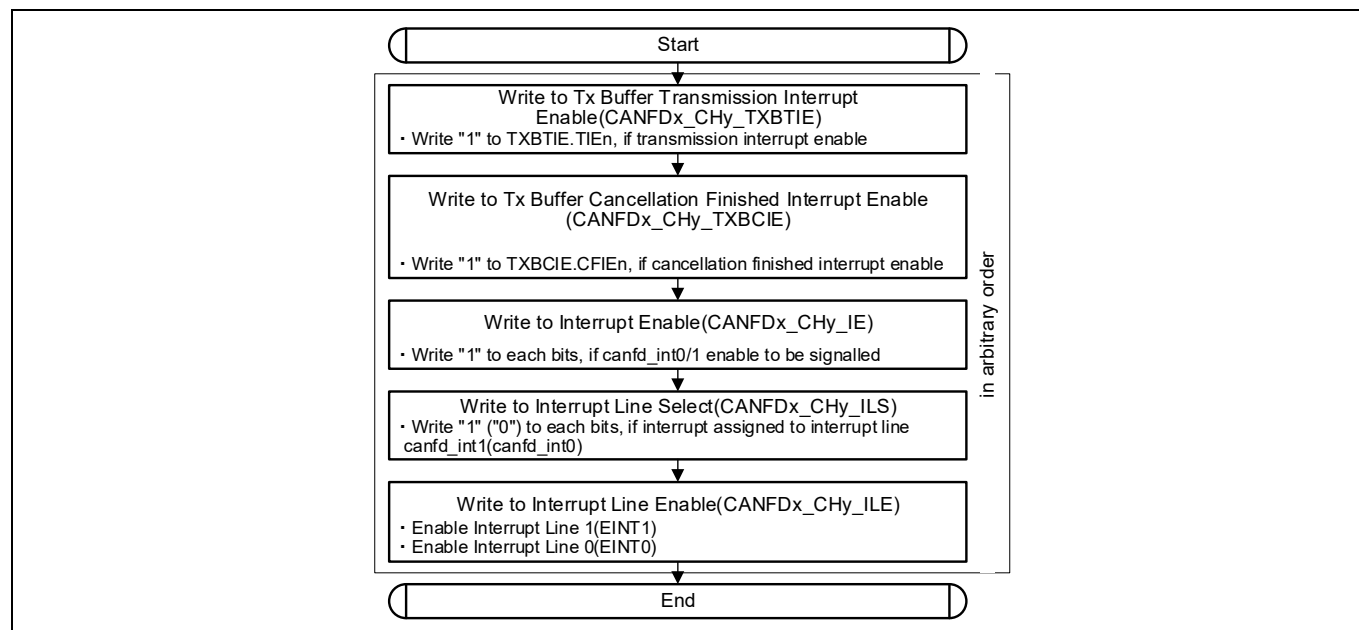 Start
Write to Tx Buffer Transmission Interrupt
Enable(CANFDx_CHy_TXBTIE)
・Write "1" to TXBTIE.TIEn, if transmission interrupt enable
Write to Tx Buffer Cancellation Finished Interrupt Enable
(CANFDx_CHy_TXBCIE)
・Write "1" to TXBCIE.CFIEn, if cancellation finished interrupt enable
Write to Interrupt Enable(CANFDx_CHy_IE)
・Write "1" to each bits, if canfd_int0/1 enable to be signalled
Write to Interrupt Line Select(CANFDx_CHy_ILS)
・Write "1" ("0") to each bits, if interrupt assigned to interrupt line
canfd_int1(canfd_int0)
Write to Interrupt Line Enable(CANFDx_CHy_ILE)
・Enable Interrupt Line 1(EINT1)
・Enable Interrupt Line 0(EINT0)
End
in arbitrary order